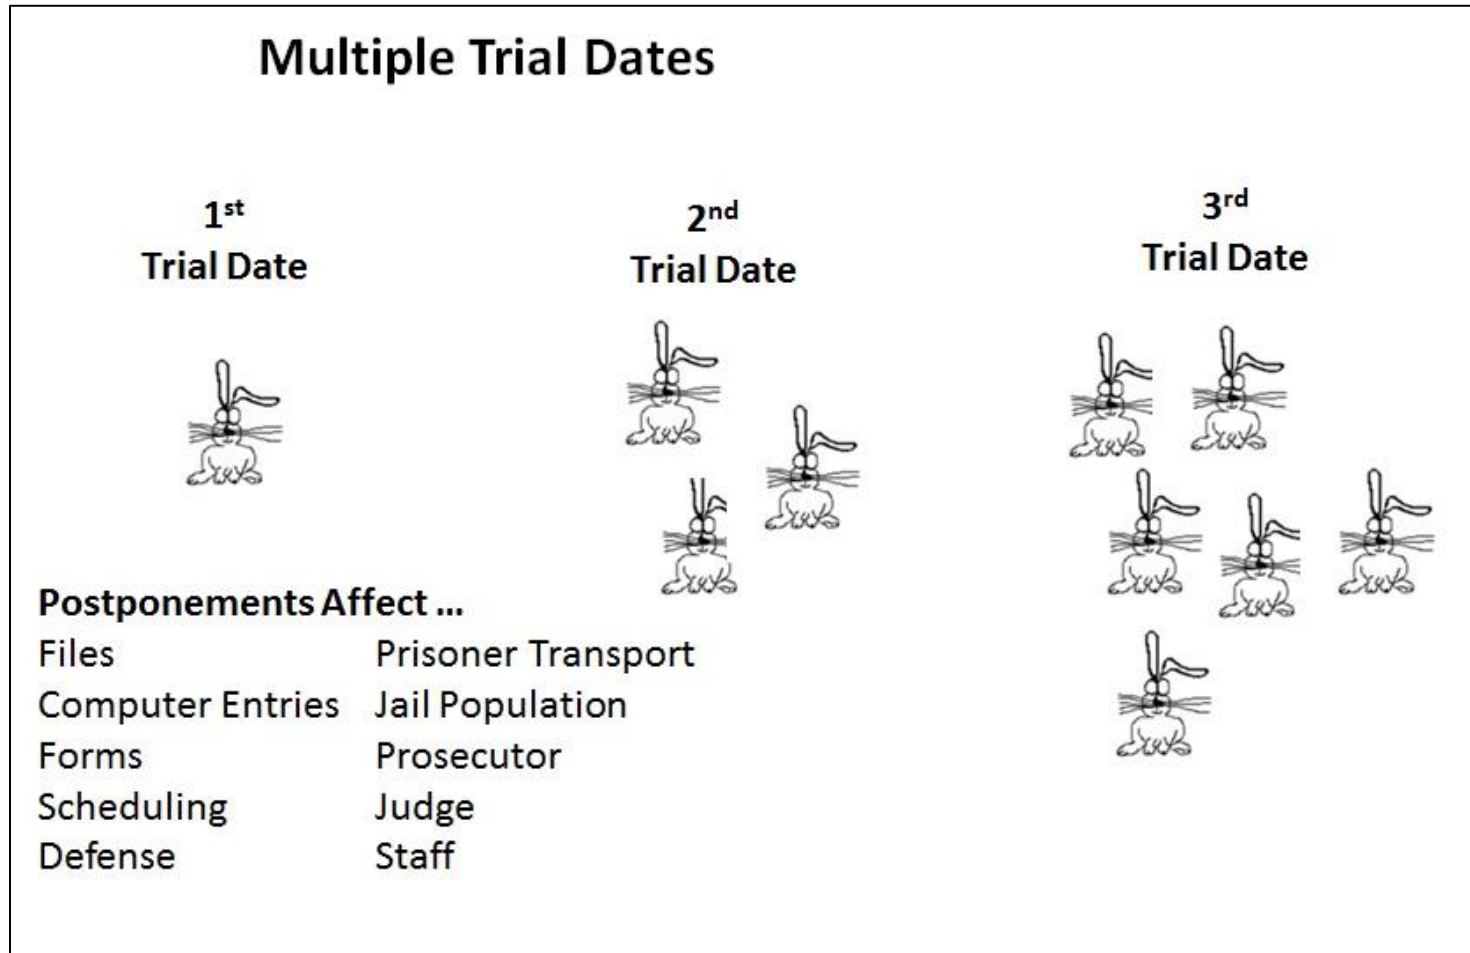 Multiple Trial Dates
1st
Trial Date
2nd
Trial Date
3rd
Trial Date
Postponements Affect ...
Files Prisoner Transport
Computer Entries Jail Population
Forms Prosecutor
Scheduling Judge
Defense Staff